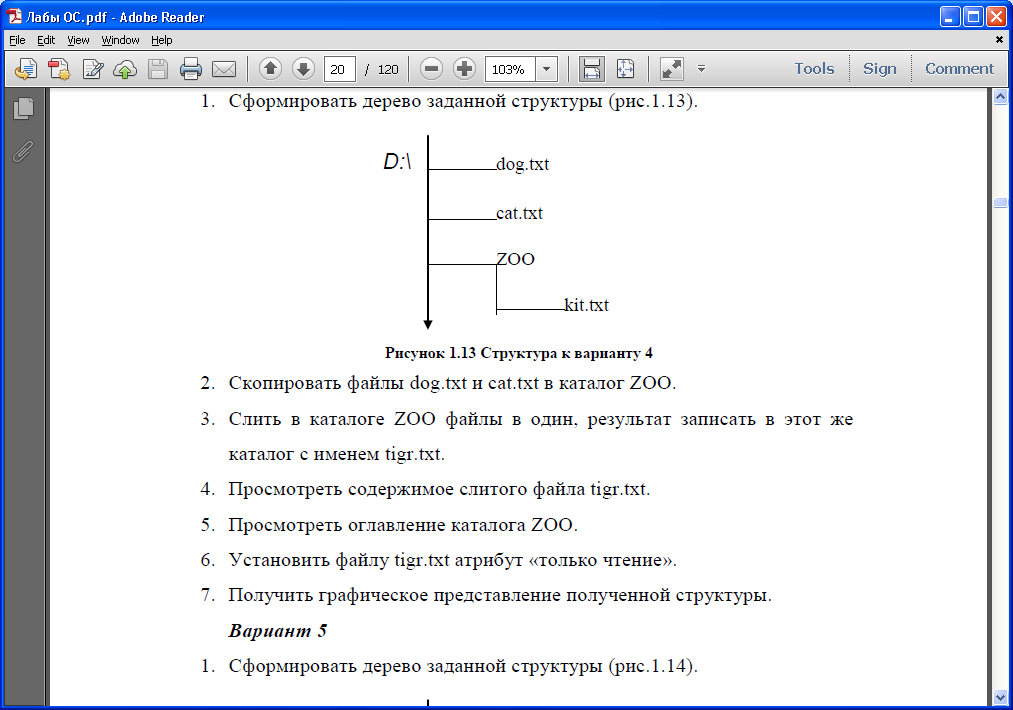 Лабы ОС.pdf - Adobe Reader
File Edit View Window Help
20 / 120 103% Tools Sign Comment
1. Сформировать дерево заданной структуры (рис.1.13).
D:\
dog.txt
cat.txt
ZOO
kit.txt
Рисунок 1.13 Структура к варианту 4
2. Скопировать файлы dog.txt и cat.txt в каталог ZOO.
3. Слить в каталоге ZOO файлы в один, результат записать в этот же
каталог с именем tigr.txt.
4. Просмотреть содержимое слитого файла tigr.txt.
5. Просмотреть оглавление каталога ZOO.
6. Установить файлу tigr.txt атрибут «только чтение».
7. Получить графическое представление полученной структуры.
Вариант 5
1. Сформировать дерево заданной структуры (рис.1.14).